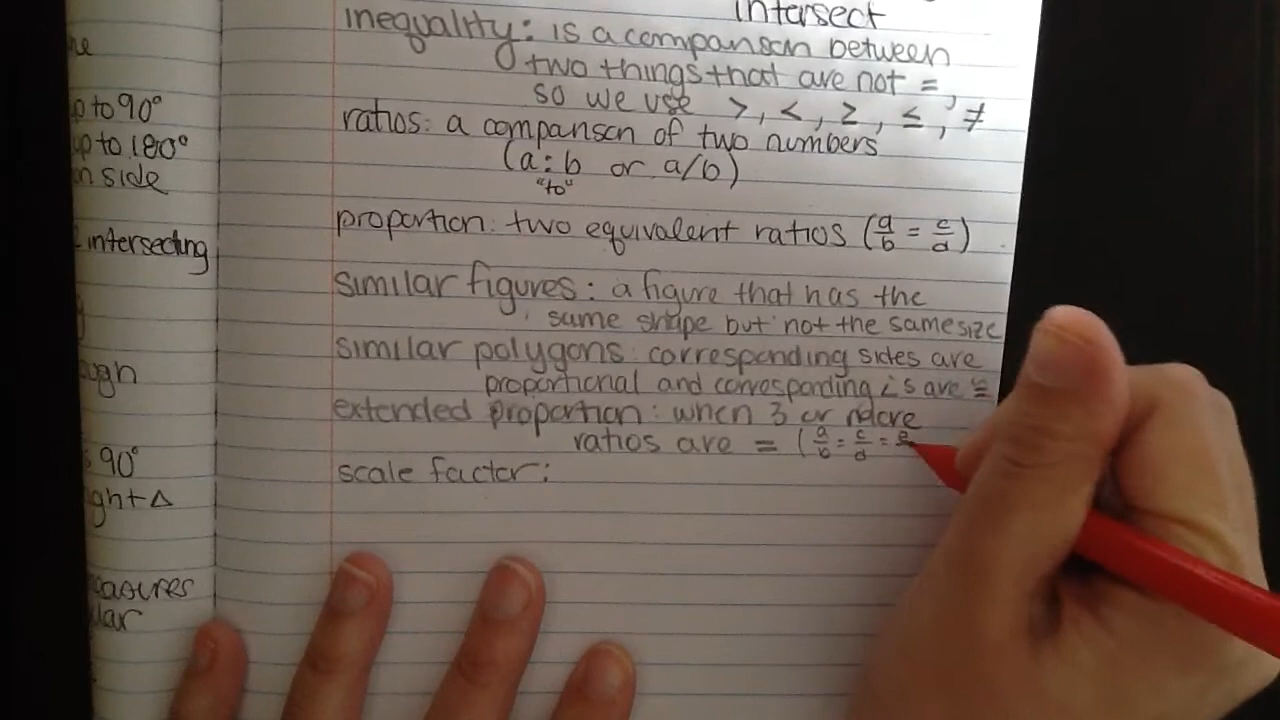 intersect
inequality: is a comparison between
two things that are not =,
so we use >, <, ≥, ≤, ≠
ratios: a comparison of two numbers
(a:b or a/b)
"to"
proportion: two equivalent ratios (a/b = c/d)
similar figures: a figure that has the
same shape but not the same size
similar polygons: corresponding sides are
proportional and corresponding ∠s are ≅
extended proportion: when 3 or more
ratios are = (a/b = c/d = e
scale factor:
up to 90°
up to 180°
side
intersecting
90°
Δ